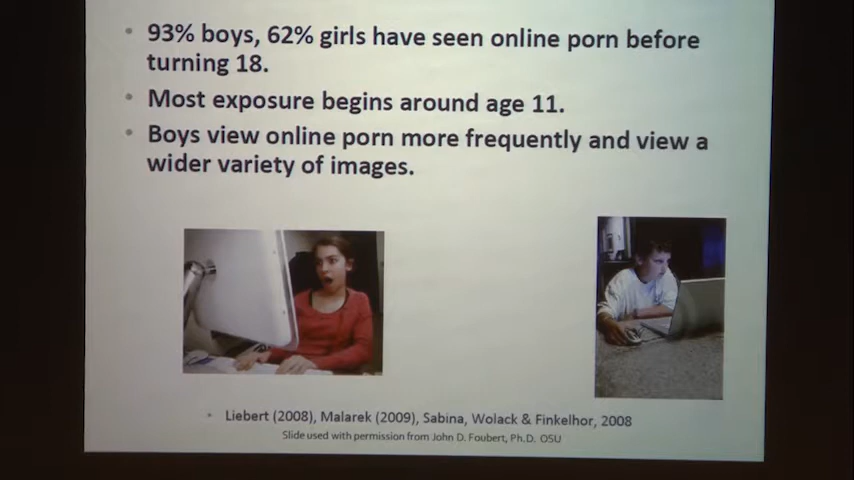 • 93% boys, 62% girls have seen online porn before
turning 18.
• Most exposure begins around age 11.
• Boys view online porn more frequently and view a
wider variety of images.
• Liebert (2008), Malarek (2009), Sabina, Wolack & Finkelhor, 2008
Slide used with permission from John D. Foubert, Ph.D. OSU